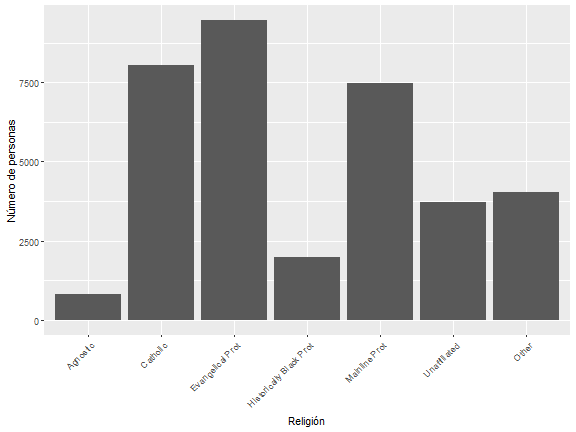 Número de personas
7500
5000
2500
0
Agnostic
Catholic
Evangelical Prot
Historically Black Prot
Mainline Prot
Unaffiliated
Other
Religión